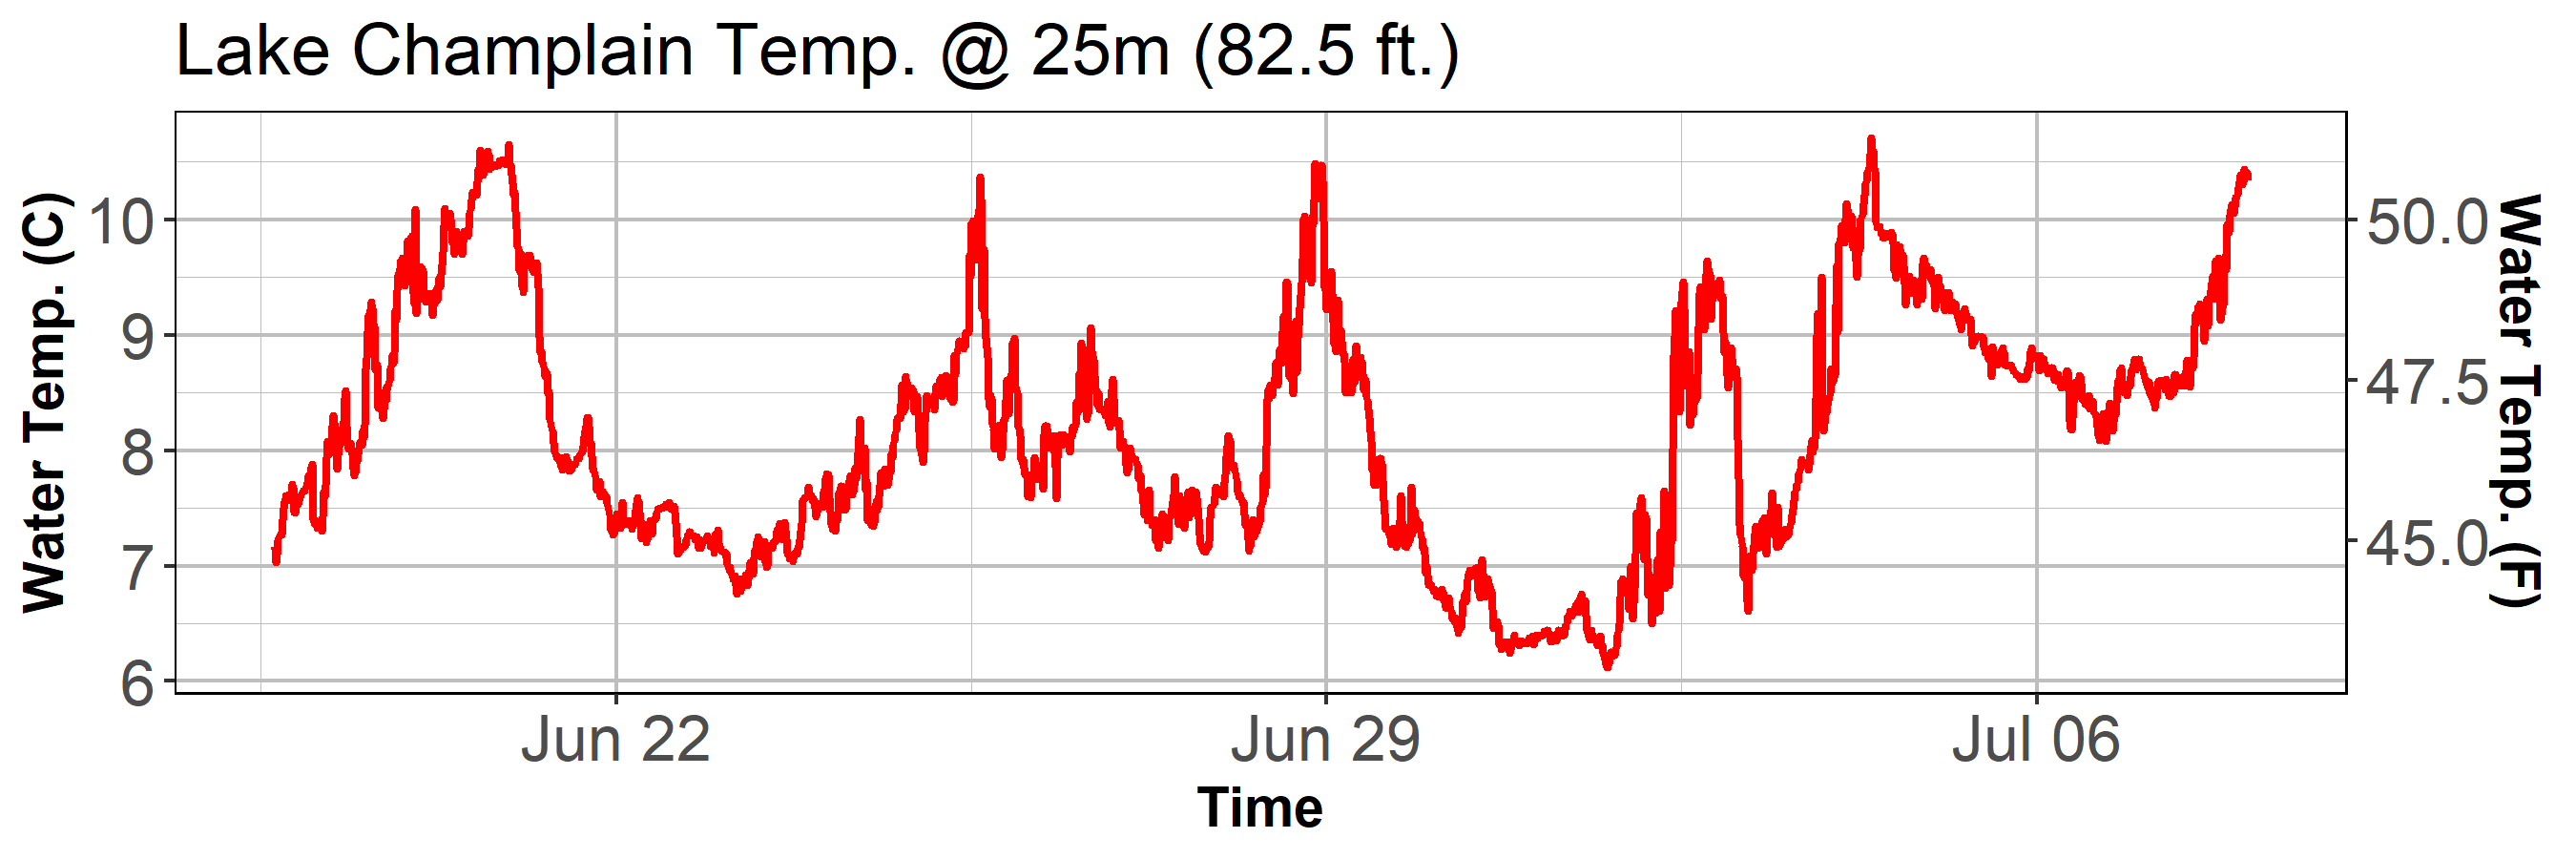 Lake Champlain Temp. @ 25m (82.5 ft.)
Water Temp. (C)
10
9
8
7
6
50.0
47.5
45.0
Water Temp. (F)
Jun 22
Jun 29
Jul 06
Time